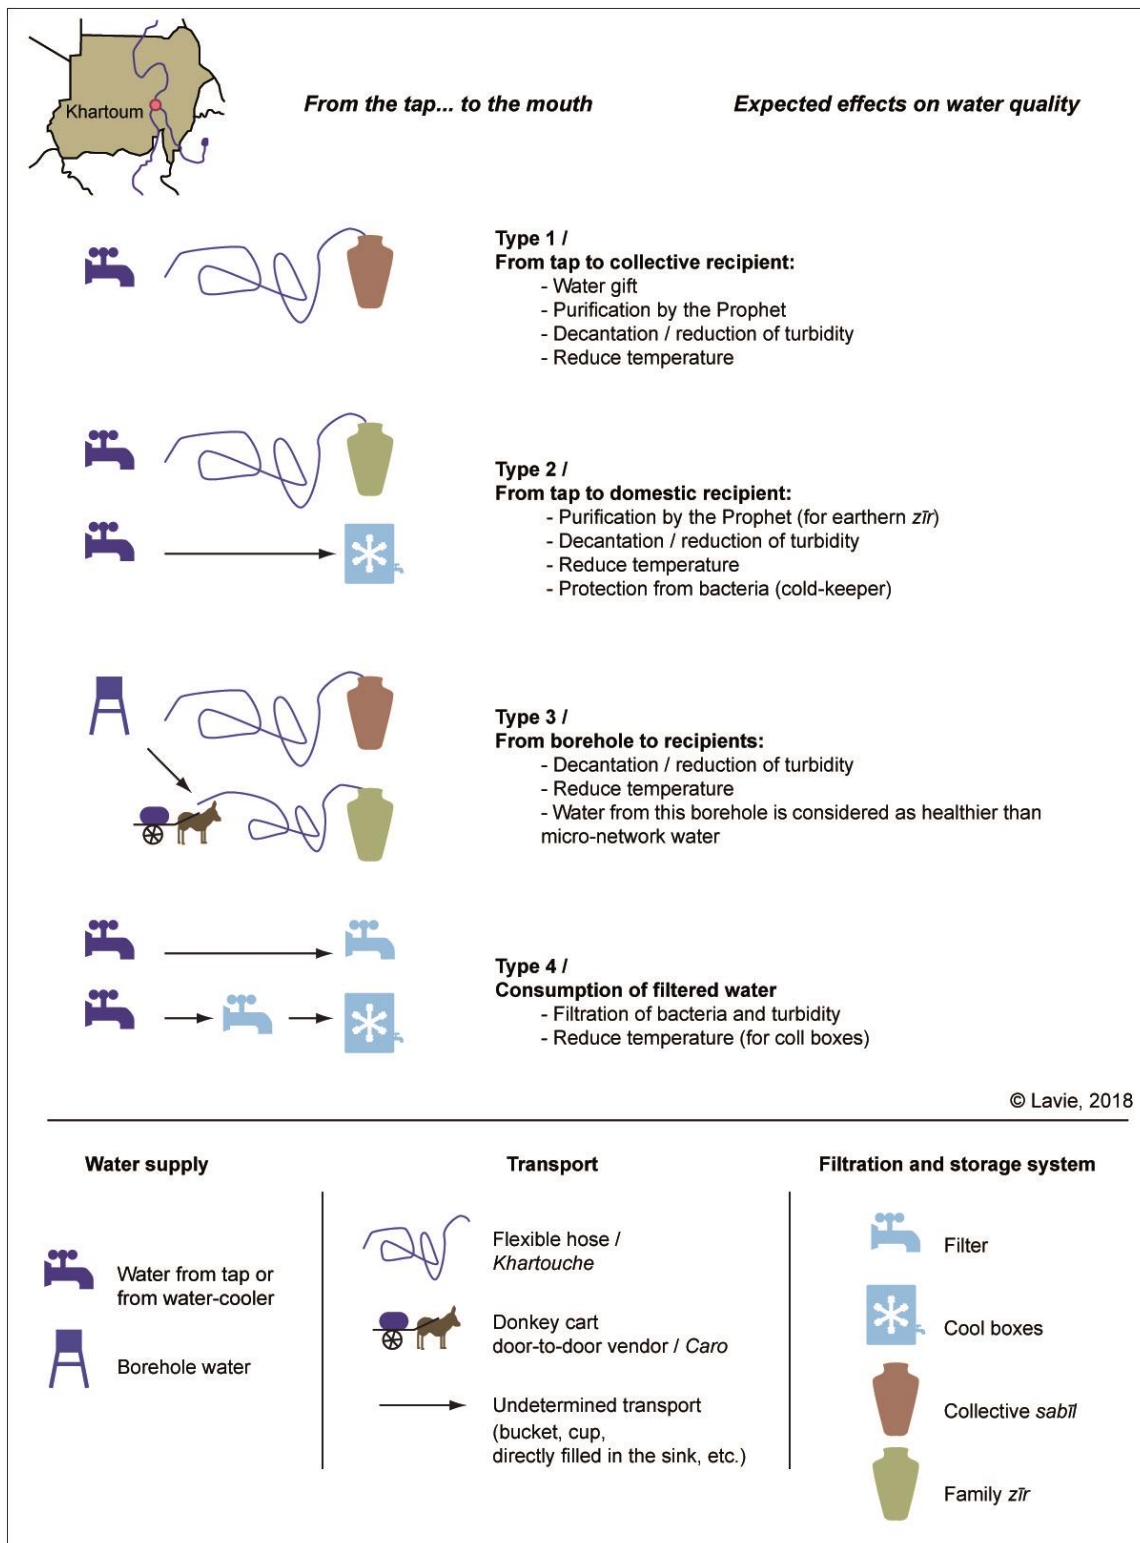 Khartoum
From the tap... to the mouth
Expected effects on water quality
Type 1 /
From tap to collective recipient:
- Water gift
- Purification by the Prophet
- Decantation / reduction of turbidity
- Reduce temperature
Type 2 /
From tap to domestic recipient:
- Purification by the Prophet (for earthern zīr)
- Decantation / reduction of turbidity
- Reduce temperature
- Protection from bacteria (cold-keeper)
Type 3 /
From borehole to recipients:
- Decantation / reduction of turbidity
- Reduce temperature
- Water from this borehole is considered as healthier than
micro-network water
Type 4 /
Consumption of filtered water
- Filtration of bacteria and turbidity
- Reduce temperature (for coll boxes)
© Lavie, 2018
Water supply
Water from tap or
from water-cooler
Borehole water
Transport
Flexible hose /
Khartouche
Donkey cart
door-to-door vendor / Caro
Undetermined transport
(bucket, cup,
directly filled in the sink, etc.)
Filtration and storage system
Filter
Cool boxes
Collective sabīl
Family zīr